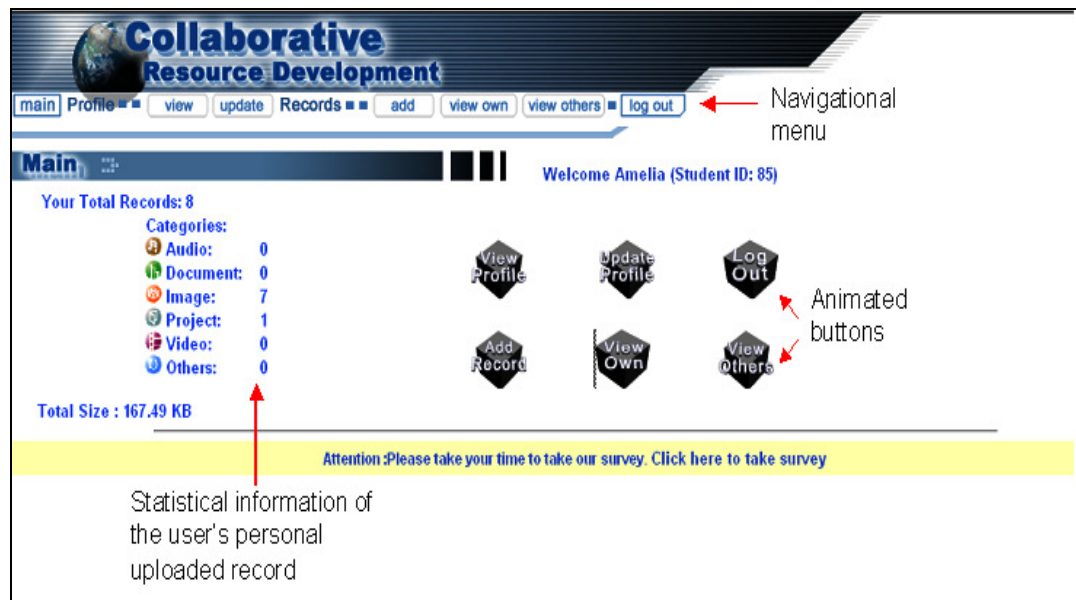 Collaborative
Resource Development
main Profile view update Records add view own view others log out
Navigational
menu
Main
Welcome Amelia (Student ID: 85)
Your Total Records: 8
Categories:
Audio: 0
Document: 0
Image: 7
Project: 1
Video: 0
Others: 0
View
Profile
Update
Profile
Log
Out
Animated
buttons
Add
Record
View
Own
View
Others
Total Size : 167.49 KB
Attention :Please take your time to take our survey. Click here to take survey
Statistical information of
the user's personal
uploaded record